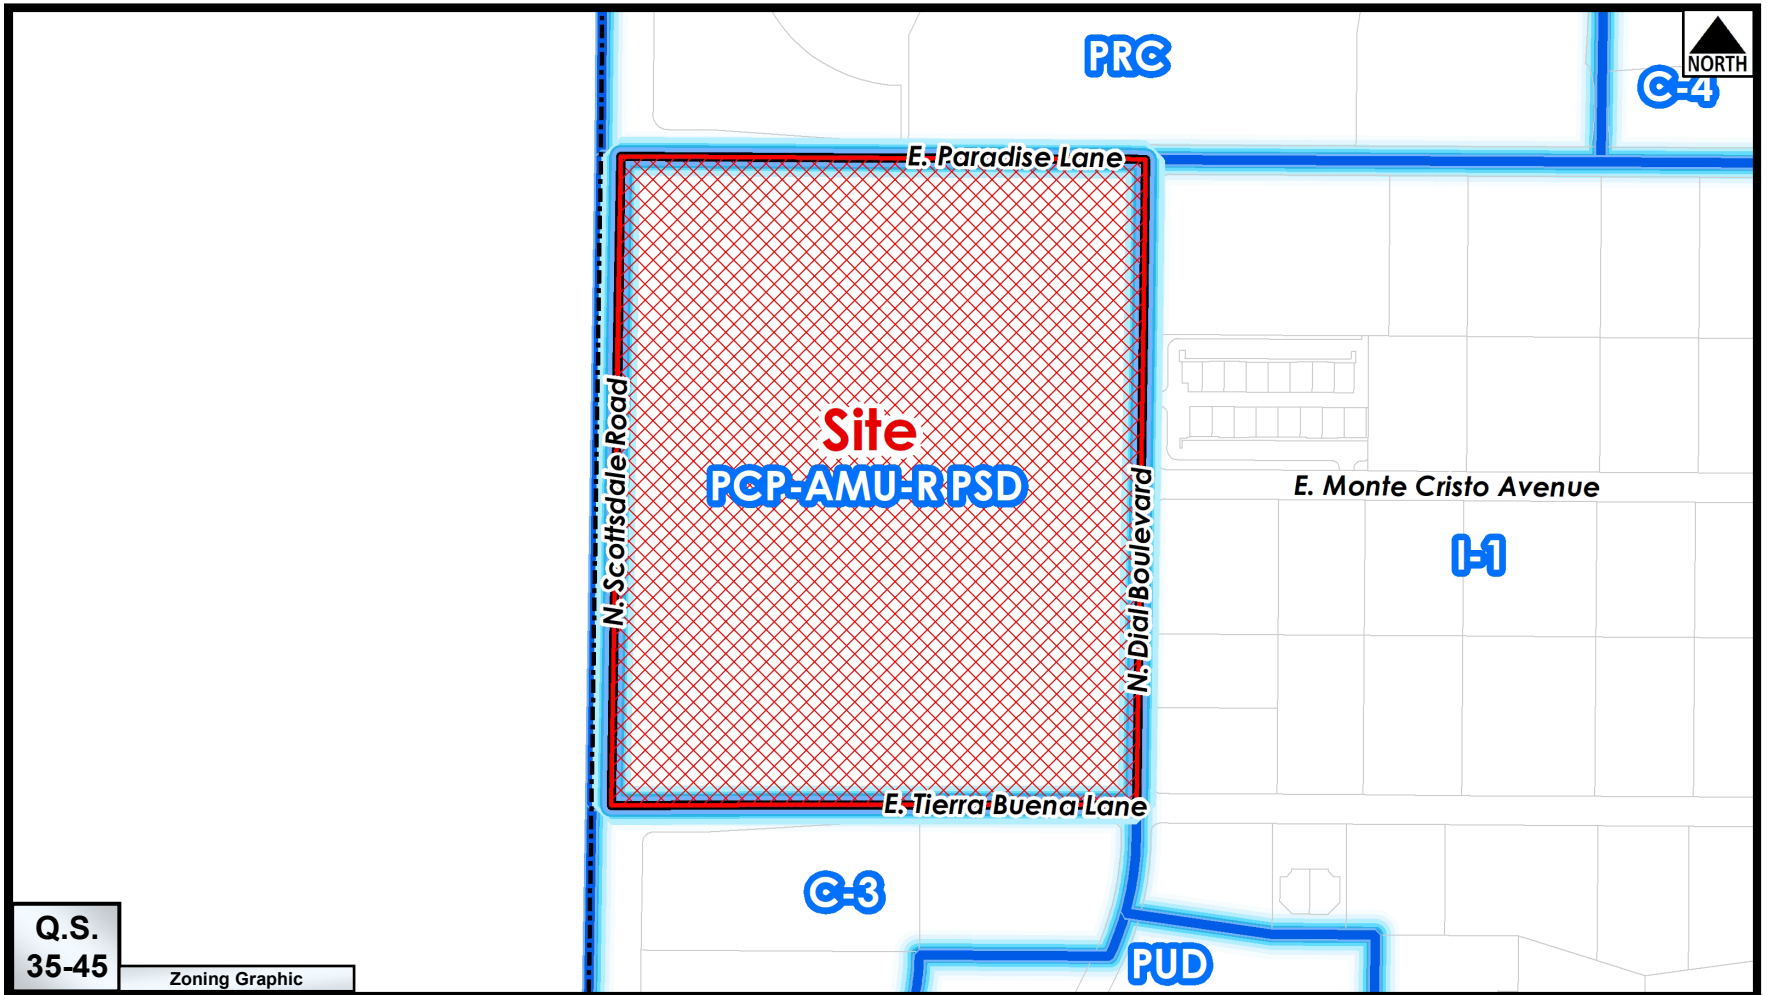 PRC
NORTH
C-4
E. Paradise Lane
N. Scottsdale Road
Site
PCP-AMU-R PSD
N. Dial Boulevard
E. Monte Cristo Avenue
I-1
E. Tierra Buena Lane
C-3
PUD
Q.S.
35-45
Zoning Graphic